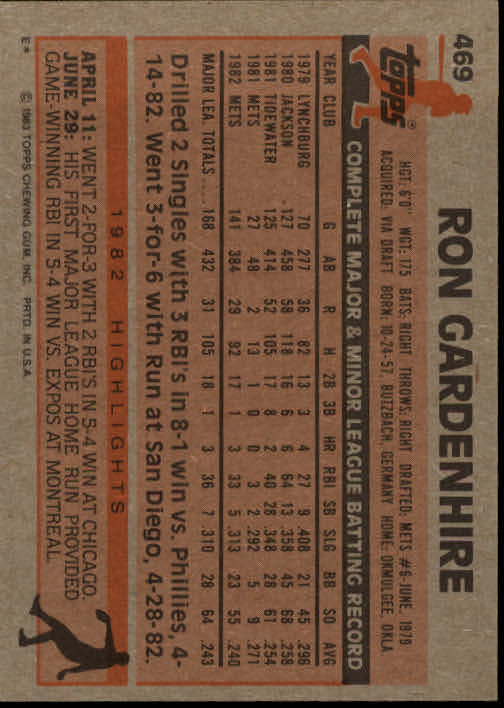 469
topps®
RON GARDENHIRE
HGT: 6'0" WGT: 175 BATS: RIGHT THROWS: RIGHT DRAFTED: METS #6-JUNE, 1979
ACQUIRED: VIA DRAFT BORN: 10-24-57, BUTZBACH, GERMANY HOME: OKMULGEE, OKLA
COMPLETE MAJOR & MINOR LEAGUE BATTING RECORD
YEAR CLUB G AB R H 2B 3B HR RBI SB SLG BB SO AVG
1979 LYNCHBURG 70 277 36 82 13 3 4 27 9 .408 21 45 .296
1980 JACKSON 127 458 58 118 16 6 6 64 13 .358 45 68 .258
1981 TIDEWATER 125 414 52 105 17 8 2 40 28 .348 28 61 .254
1981 METS 27 48 2 13 1 0 0 3 2 .292 5 9 .271
1982 METS 141 384 29 92 17 1 3 33 5 .313 23 55 .240
MAJOR LEA. TOTALS ..... 168 432 31 105 18 1 3 36 7 .310 28 64 .243
Drilled 2 Singles with 3 RBI's in 8-1 win vs. Phillies, 4-
14-82. Went 3-for-6 with Run at San Diego, 4-28-82.
1982 HIGHLIGHTS
APRIL 11: WENT 2-FOR-3 WITH 2 RBI'S IN 5-4 WIN AT CHICAGO.
JUNE 29: HIS FIRST MAJOR LEAGUE HOME RUN PROVIDED
GAME-WINNING RBI IN 5-4 WIN VS. EXPOS AT MONTREAL.
E* © 1983 TOPPS CHEWING GUM, INC. PRTD. IN U.S.A.